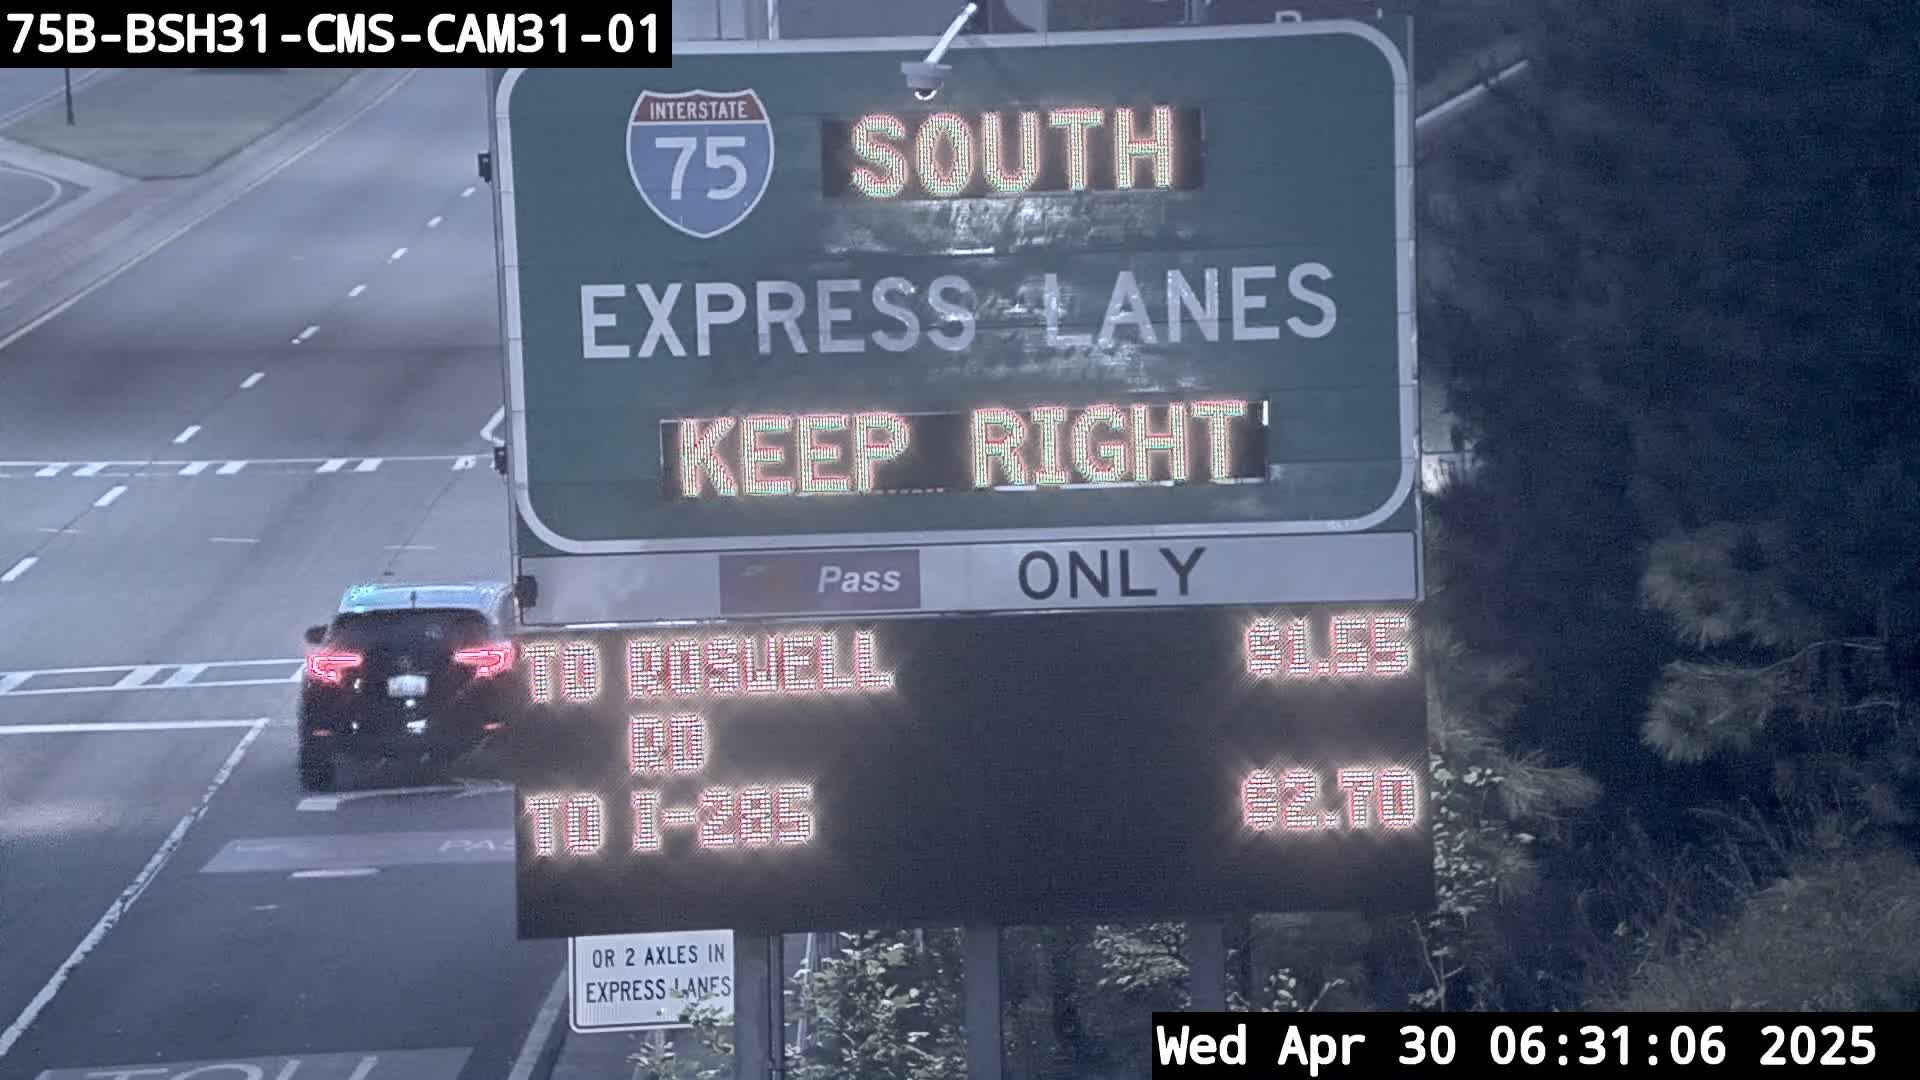 75B-BSH31-CMS-CAM31-01
INTERSTATE
75
SOUTH
EXPRESS LANES
KEEP RIGHT
Pass ONLY
TO ROSWELL $1.55
RD
TO I-285 $2.70
OR 2 AXLES IN
EXPRESS LANES
Wed Apr 30 06:31:06 2025